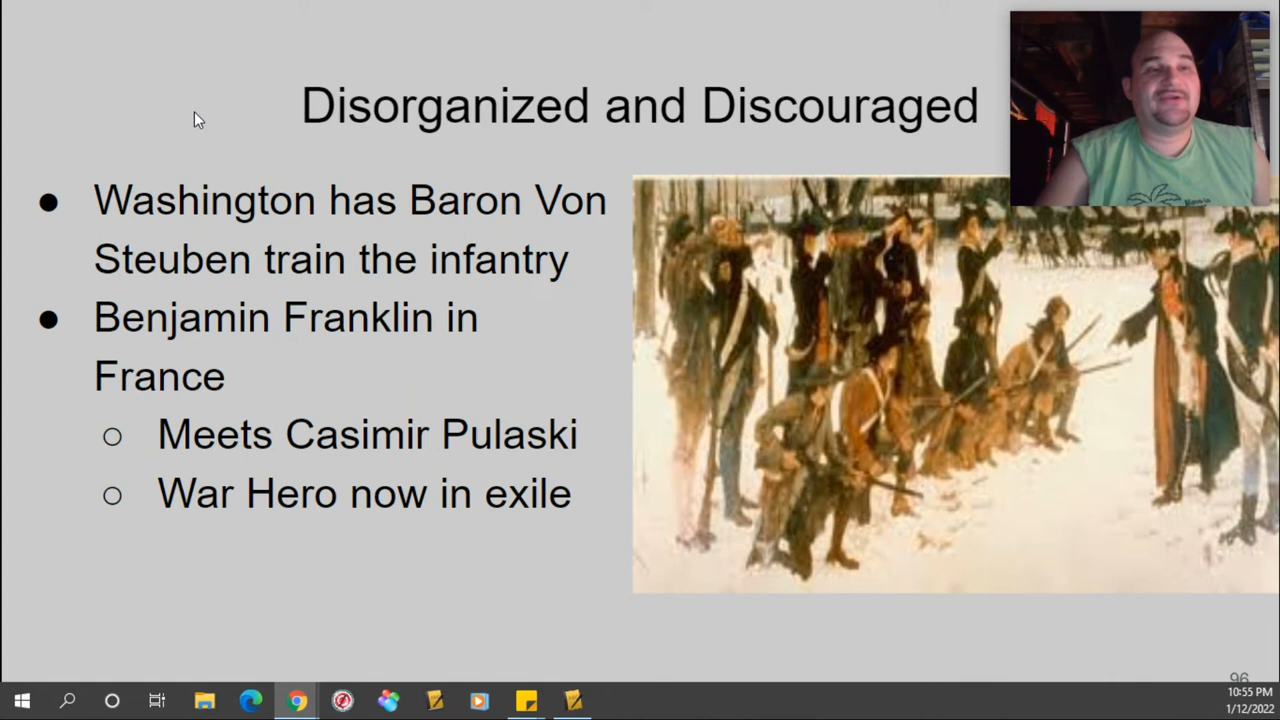 Disorganized and Discouraged
● Washington has Baron Von
Steuben train the infantry
● Benjamin Franklin in
France
○ Meets Casimir Pulaski
○ War Hero now in exile
96
10:55 PM
1/12/2022